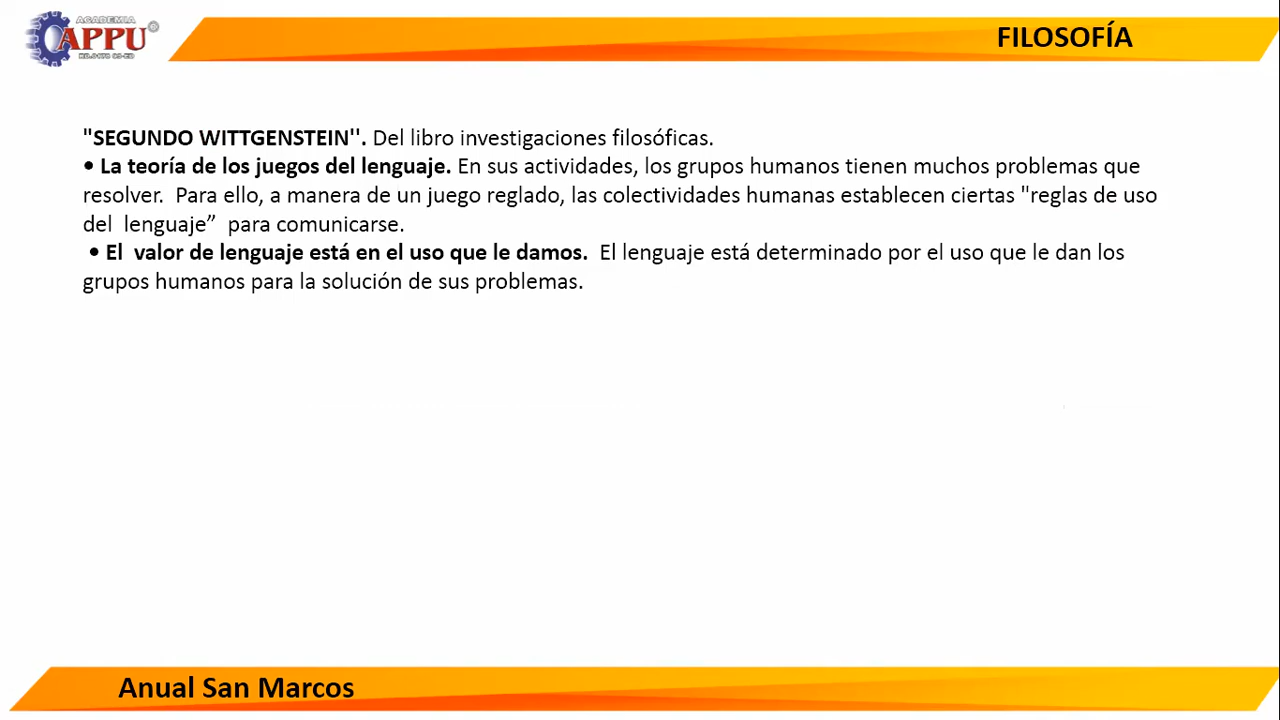 ACADEMIA
APPU
FILOSOFÍA
"SEGUNDO WITTGENSTEIN''. Del libro investigaciones filosóficas.
• La teoría de los juegos del lenguaje. En sus actividades, los grupos humanos tienen muchos problemas que
resolver.  Para ello, a manera de un juego reglado, las colectividades humanas establecen ciertas "reglas de uso
del  lenguaje”  para comunicarse.
• El  valor de lenguaje está en el uso que le damos.  El lenguaje está determinado por el uso que le dan los
grupos humanos para la solución de sus problemas.
Anual San Marcos